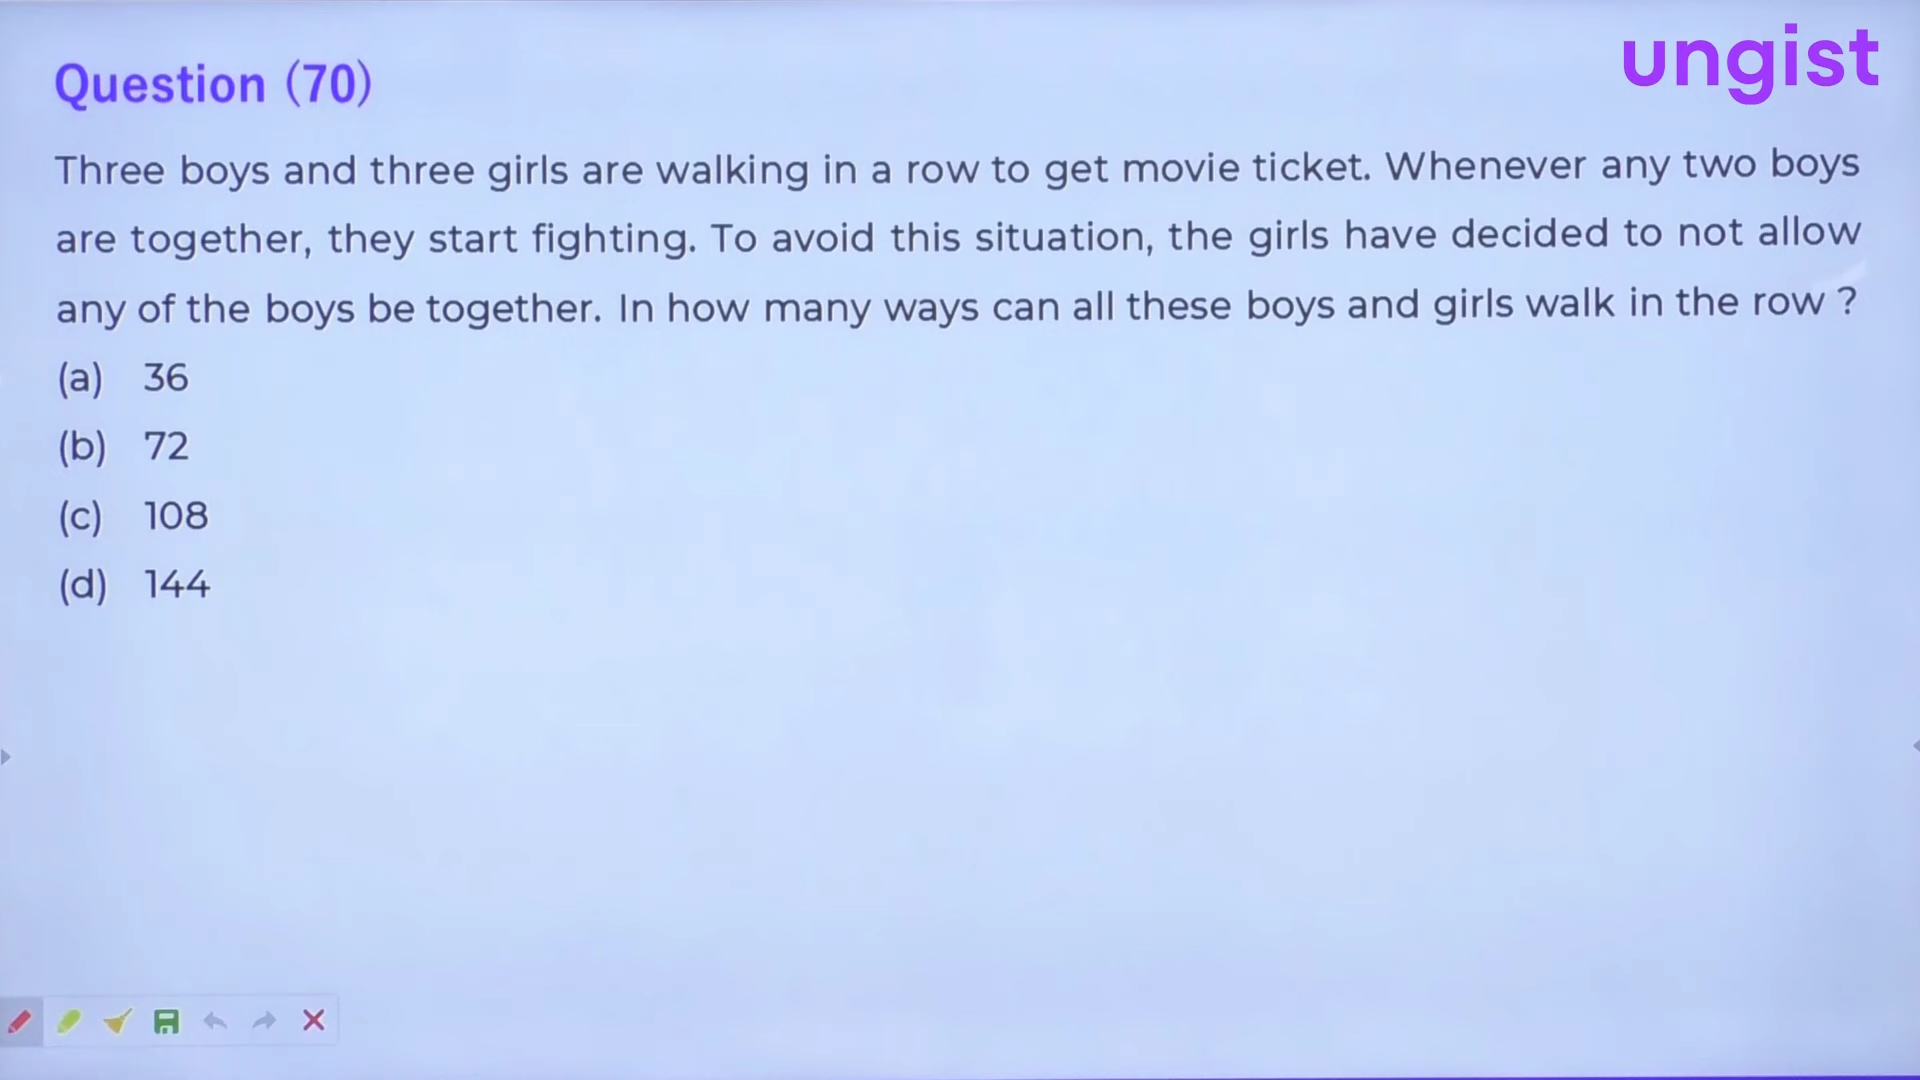 ungist
Question (70)
Three boys and three girls are walking in a row to get movie ticket. Whenever any two boys
are together, they start fighting. To avoid this situation, the girls have decided to not allow
any of the boys be together. In how many ways can all these boys and girls walk in the row ?
(a) 36
(b) 72
(c) 108
(d) 144